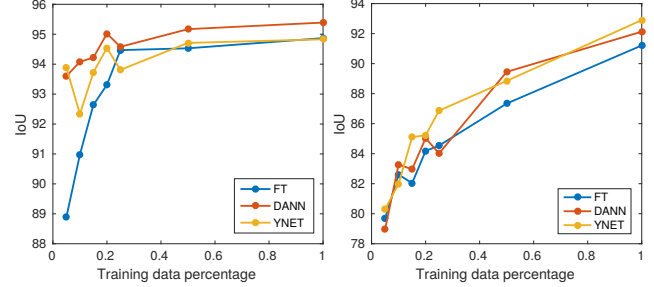 96
95
94
93
92
91
90
89
88
IoU
0 0.2 0.4 0.6 0.8 1
Training data percentage
FT
DANN
YNET
94
92
90
88
86
84
82
80
78
IoU
0 0.2 0.4 0.6 0.8 1
Training data percentage
FT
DANN
YNET